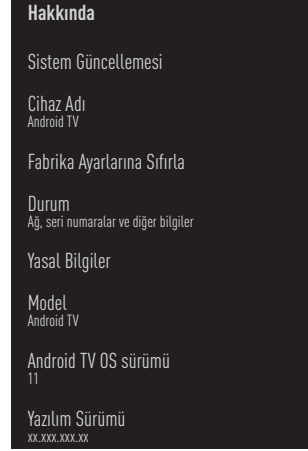 Hakkında
Sistem Güncellemesi
Cihaz Adı
Android TV
Fabrika Ayarlarına Sıfırla
Durum
Ağ, seri numaralar ve diğer bilgiler
Yasal Bilgiler
Model
Android TV
Android TV OS sürümü
11
Yazılım Sürümü
xx.xxx.xxx.xx